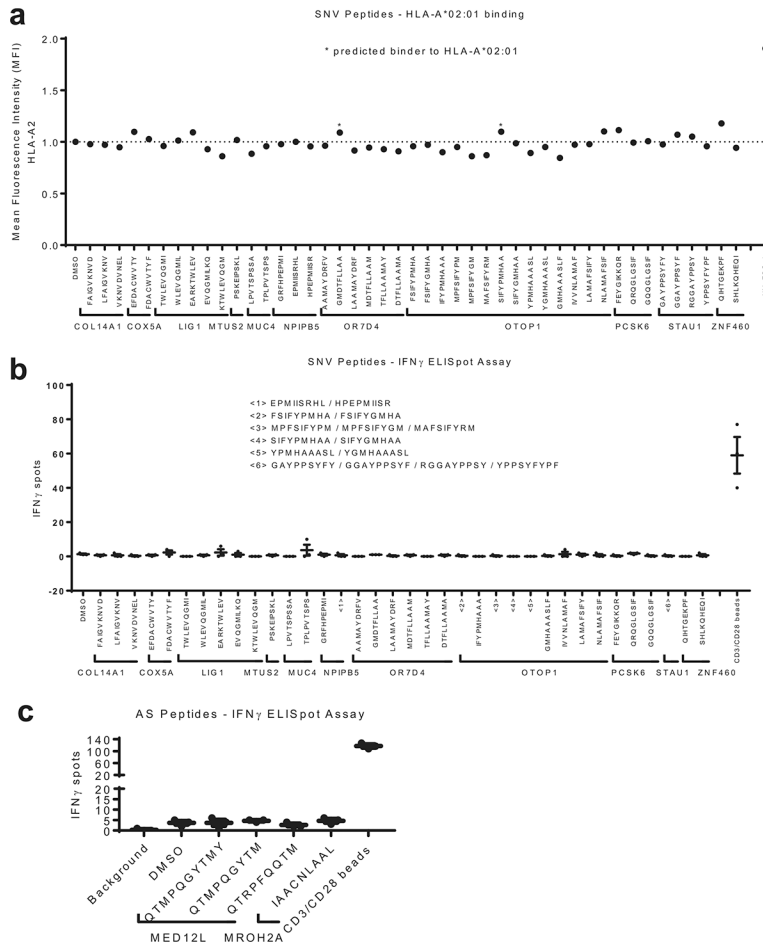 a
SNV Peptides - HLA-A*02:01 binding
* predicted binder to HLA-A*02:01
Mean Fluorescence Intensity (MFI)
HLA-A2
2.0
1.5
1.0
0.5
0.0
* *
DMSO
FAIGVKNVD
LFAIGVKNV
VKNVDVNEL
EFDACWVTY
FDACWVTYF
TWLEVQGMI
WLEVQGMIL
EARKTWLEV
EVQGMILKQ
KTWLEVQGM
PSKEIPSKL
LPVTSPSSA
TPLPVTSPS
GRFHPEPMI
EPMIISRHL
HPEPMIISR
AAMAYDRFV
GMDTFLLAA
LAAMAYDRF
MDTFLLAAM
TFLLAAMAY
DTFLLAAMA
FSIFYPMHA
FSIFYGMHA
IFYPMHAAA
MPFSIFYPM
MPFSIFYGM
MAFSIFYRM
SIFYPMHAA
SIFYGMHAA
YPMHAAASL
YGMHAAASL
GMHAAASLF
IVVNLAMAF
LAMAFSIFY
NLAMAFSIF
FEYGIKKQR
QRQGLGSIF
GQQGLGSIF
GAYPPSYFY
GGAYPPSYF
RGGAYPPSY
YPPSYFYPF
QIHTGEKPF
SHLKQHEQI
COL14A1 COX5A LIG1 MTUS2 MUC4 NPIPB5 OR7D4 OTOP1 PCSK6 STAU1 ZNF460
b
SNV Peptides - IFNγ ELISpot Assay
<1> EPMIISRHL / HPEPMIISR
<2> FSIFYPMHA / FSIFYGMHA
<3> MPFSIFYPM / MPFSIFYGM / MAFSIFYRM
<4> SIFYPMHAA / SIFYGMHAA
<5> YPMHAAASL / YGMHAAASL
<6> GAYPPSYFY / GGAYPPSYF / RGGAYPPSY / YPPSYFYPF
IFNγ spots
100
80
60
40
20
0
-20
DMSO
FAIGVKNVD
LFAIGVKNV
VKNVDVNEL
EFDACWVTY
FDACWVTYF
TWLEVQGMI
WLEVQGMIL
EARKTWLEV
EVQGMILKQ
KTWLEVQGM
PSKEIPSKL
LPVTSPSSA
TPLPVTSPS
GRFHPEPMI
<1>
AAMAYDRFV
GMDTFLLAA
LAAMAYDRF
MDTFLLAAM
TFLLAAMAY
DTFLLAAMA
<2>
IFYPMHAAA
<3>
<4>
<5>
GMHAAASLF
IVVNLAMAF
LAMAFSIFY
NLAMAFSIF
FEYGIKKQR
QRQGLGSIF
GQQGLGSIF
<6>
QIHTGEKPF
SHLKQHEQI
CD3/CD28 beads
COL14A1 COX5A LIG1 MTUS2 MUC4 NPIPB5 OR7D4 OTOP1 PCSK6 STAU1 ZNF460
c
AS Peptides - IFNγ ELISpot Assay
IFNγ spots
140
100
60
20
20
15
10
5
0
Background
DMSO
QTMPQGYTMY
QTMPQGYTM
QTRPFQQTM
IAACNLAAL
CD3/CD28 beads
MED12L MROH2A